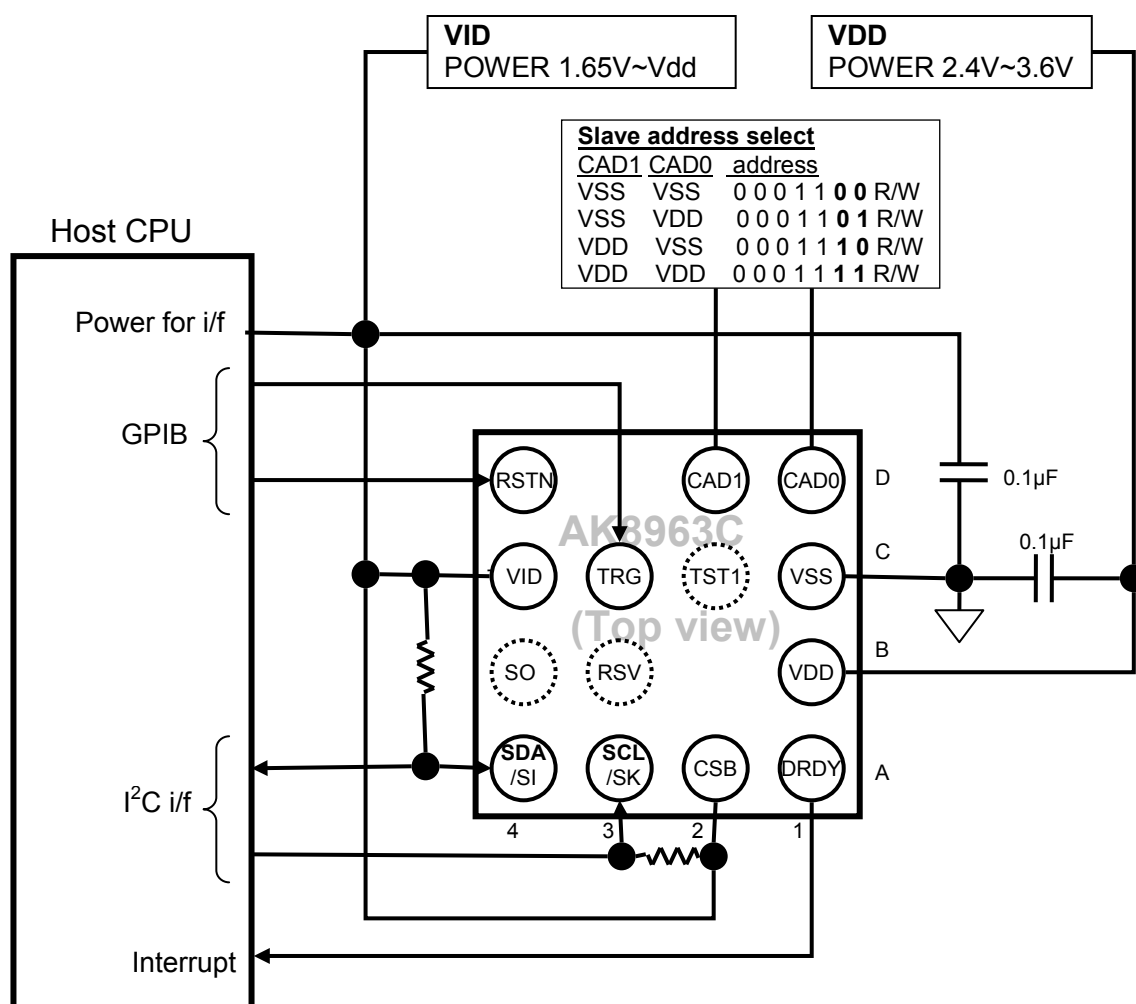 VID
POWER 1.65V~Vdd
VDD
POWER 2.4V~3.6V
Slave address select
CAD1 CAD0 address
VSS VSS 0 0 0 1 1 0 0 R/W
VSS VDD 0 0 0 1 1 0 1 R/W
VDD VSS 0 0 0 1 1 1 0 R/W
VDD VDD 0 0 0 1 1 1 1 R/W
Host CPU
Power for i/f
GPIB
I²C i/f
Interrupt
RSTN CAD1 CAD0 D
0.1µF
AK8963C
0.1µF
VID TRG TST1 VSS C
(Top view)
SO RSV VDD B
SDA SCL
/SI /SK CSB DRDY A
4 3 2 1